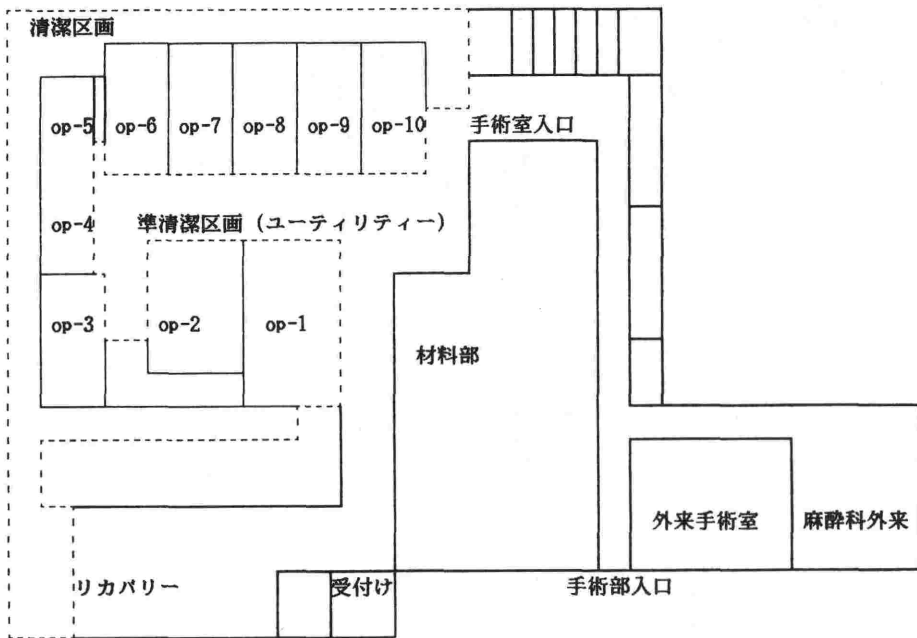 清潔区画
op-5
op-6
op-7
op-8
op-9
op-10
手術室入口
op-4
準清潔区画(ユーティリティー)
op-3
op-2
op-1
材料部
外来手術室
麻酔科外来
リカバリー
受付け
手術部入口